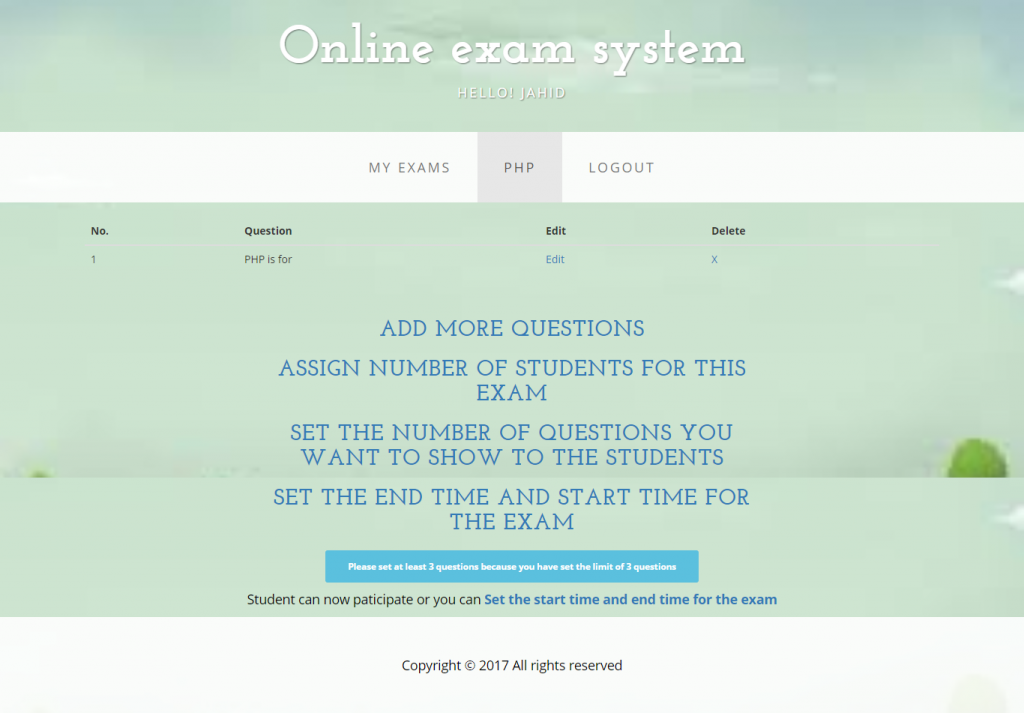 Online exam system
HELLO! JAHID
MY EXAMS PHP LOGOUT
No. Question Edit Delete
1 PHP is for Edit X
ADD MORE QUESTIONS
ASSIGN NUMBER OF STUDENTS FOR THIS
EXAM
SET THE NUMBER OF QUESTIONS YOU
WANT TO SHOW TO THE STUDENTS
SET THE END TIME AND START TIME FOR
THE EXAM
Please set at least 3 questions because you have set the limit of 3 questions
Student can now paticipate or you can Set the start time and end time for the exam
Copyright © 2017 All rights reserved